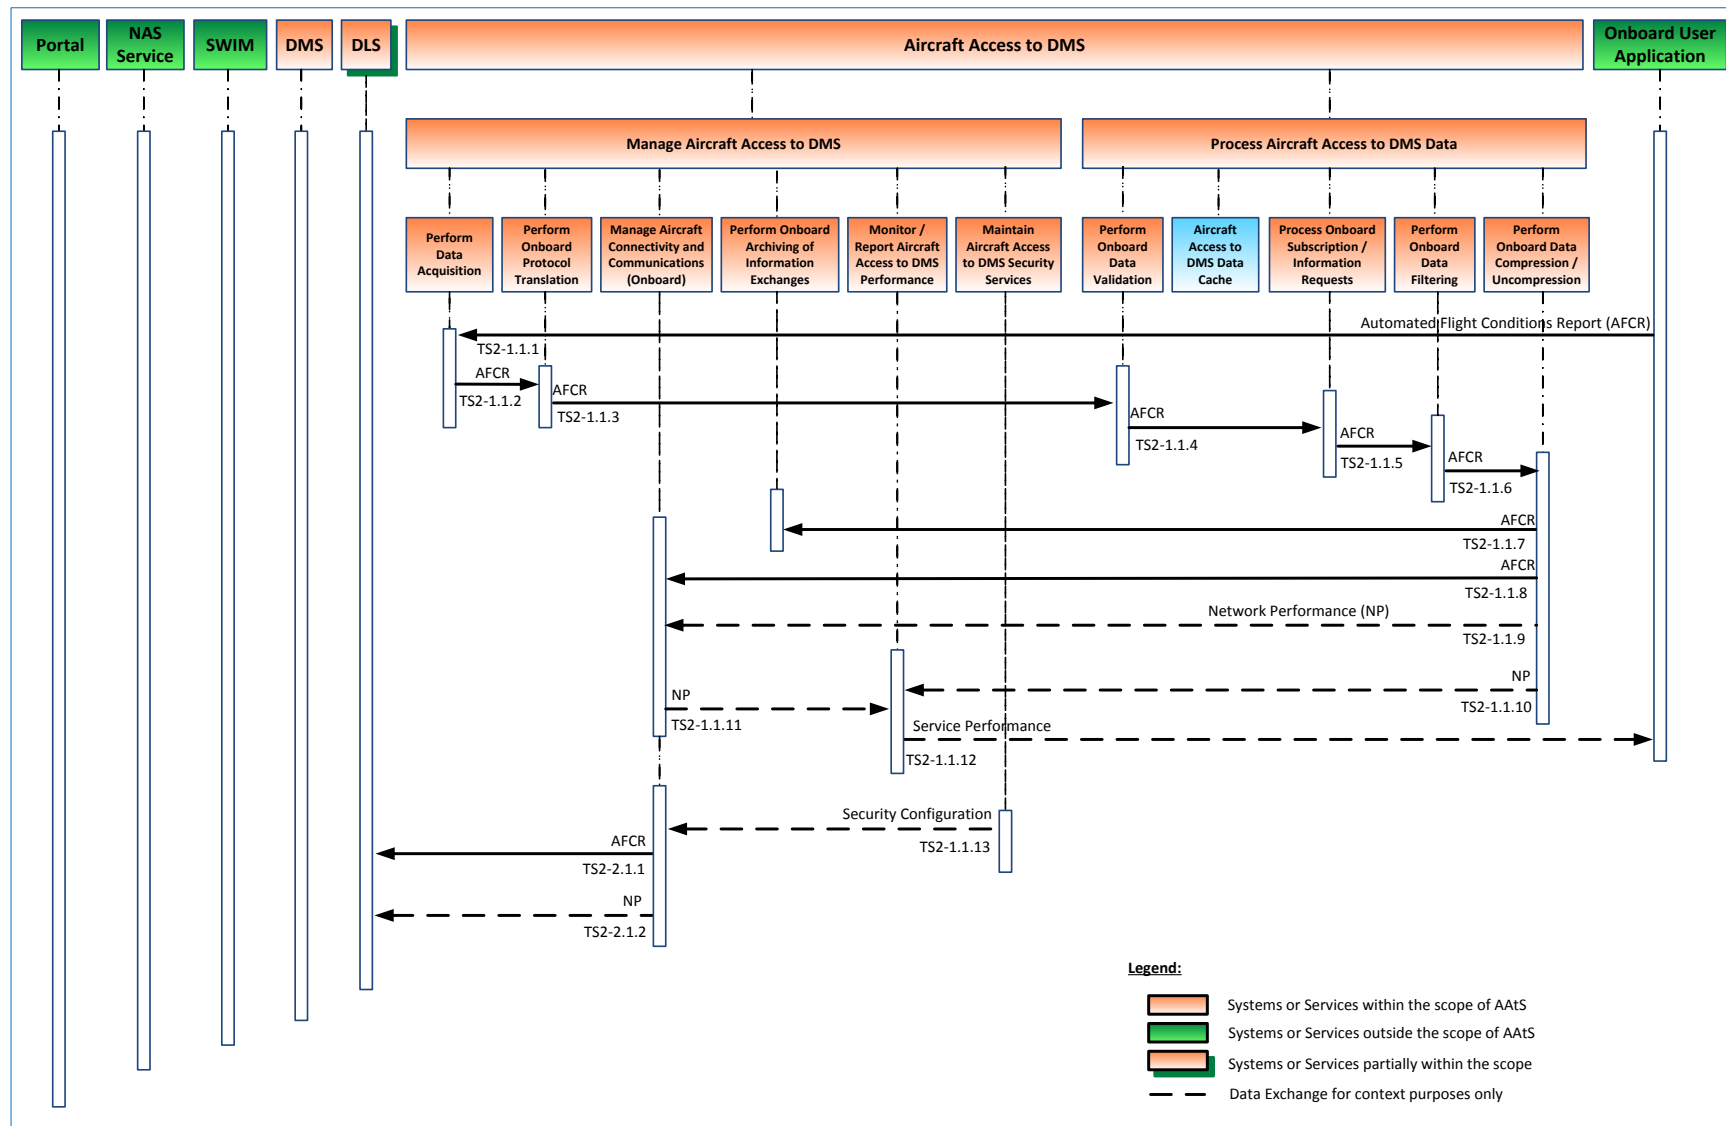 Portal
NAS
Service
SWIM
DMS
DLS
Aircraft Access to DMS
Onboard User
Application
Manage Aircraft Access to DMS
Process Aircraft Access to DMS Data
Perform
Data
Acquisition
Perform
Onboard
Protocol
Translation
Manage Aircraft
Connectivity and
Communications
(Onboard)
Perform Onboard
Archiving of
Information
Exchanges
Monitor /
Report Aircraft
Access to DMS
Performance
Maintain
Aircraft Access
to DMS Security
Services
Perform
Onboard
Data
Validation
Aircraft
Access to
DMS Data
Cache
Process Onboard
Subscription /
Information
Requests
Perform
Onboard
Data
Filtering
Perform
Onboard Data
Compression /
Uncompression
Automated Flight Conditions Report (AFCR)
TS2-1.1.1
AFCR
TS2-1.1.2
AFCR
TS2-1.1.3
AFCR
TS2-1.1.4
AFCR
TS2-1.1.5
AFCR
TS2-1.1.6
AFCR
TS2-1.1.7
AFCR
TS2-1.1.8
Network Performance (NP)
TS2-1.1.9
NP
TS2-1.1.10
NP
TS2-1.1.11
Service Performance
TS2-1.1.12
Security Configuration
TS2-1.1.13
AFCR
TS2-2.1.1
NP
TS2-2.1.2
Legend:
Systems or Services within the scope of AAtS
Systems or Services outside the scope of AAtS
Systems or Services partially within the scope
Data Exchange for context purposes only